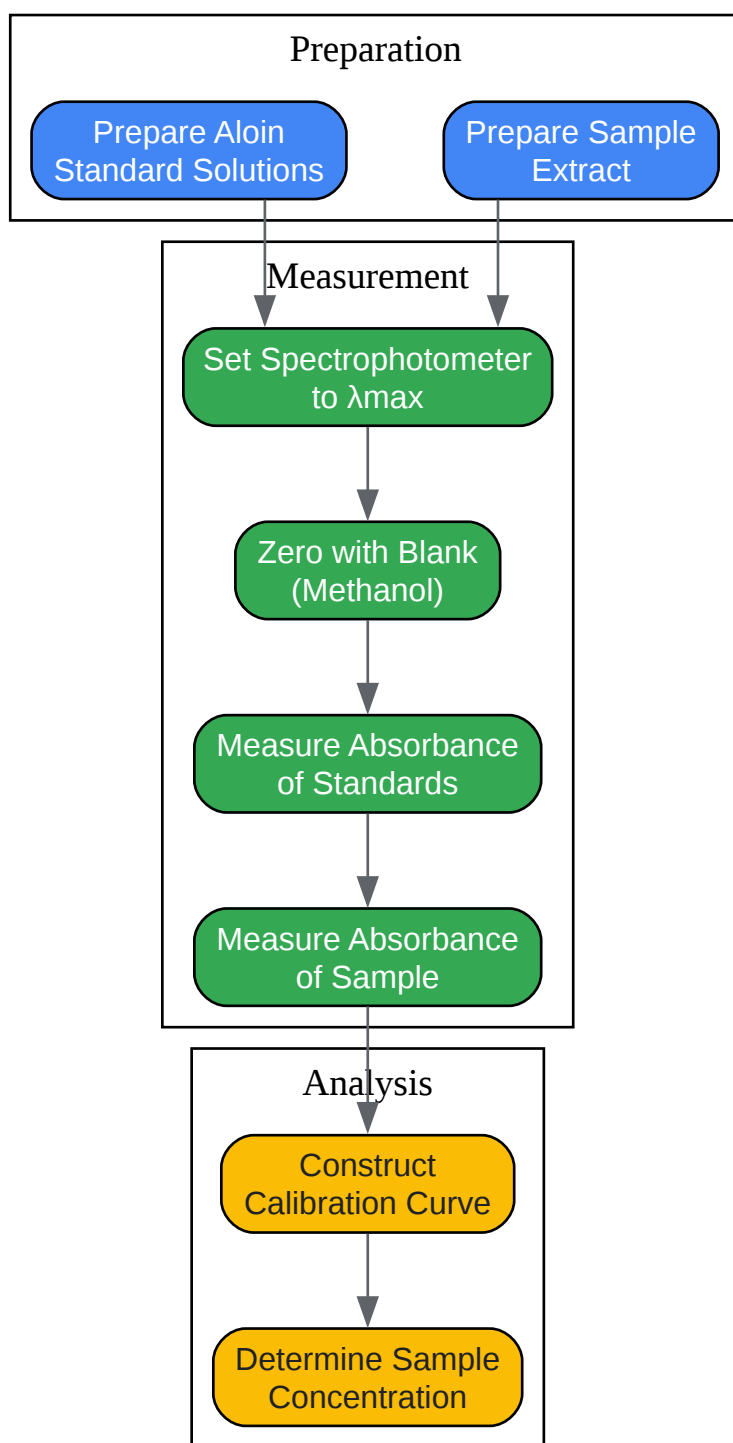 Preparation
Prepare Aloin
Standard Solutions
Prepare Sample
Extract
Measurement
Set Spectrophotometer
to λmax
Zero with Blank
(Methanol)
Measure Absorbance
of Standards
Measure Absorbance
of Sample
Analysis
Construct
Calibration Curve
Determine Sample
Concentration